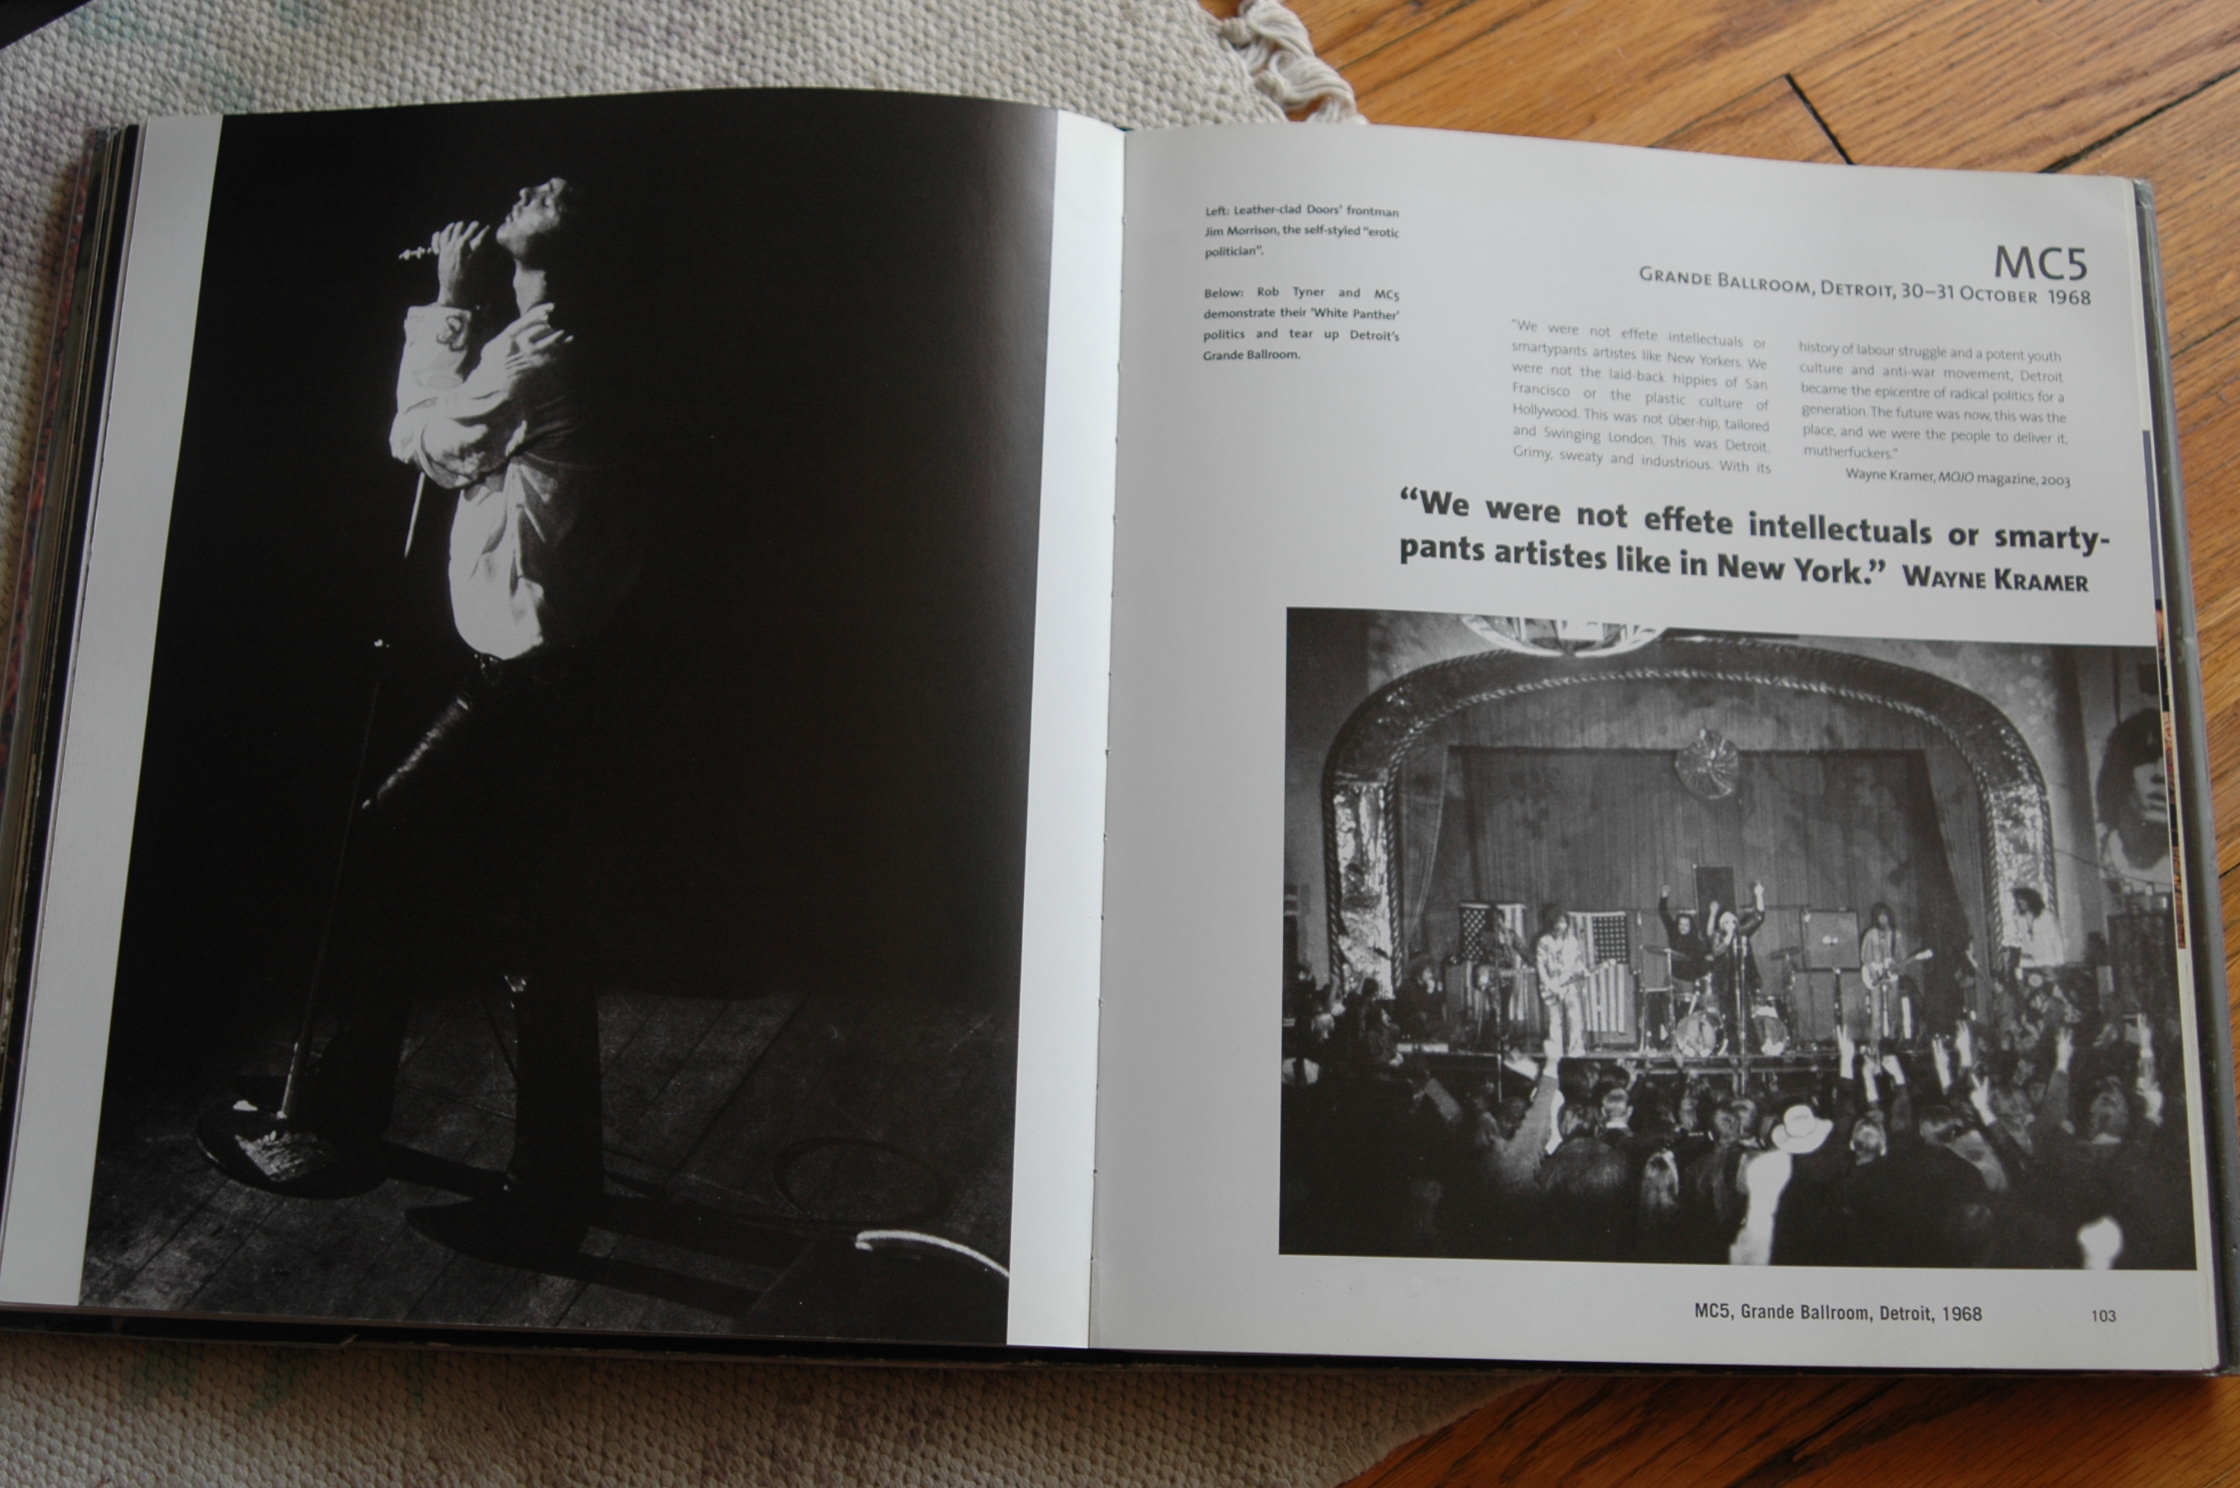 Left: Leather-clad Doors' frontman
Jim Morrison, the self-styled "erotic
politician".
Below: Rob Tyner and MC5
demonstrate their 'White Panther'
politics and tear up Detroit's
Grande Ballroom.
MC5
GRANDE BALLROOM, DETROIT, 30–31 OCTOBER 1968
"We were not effete intellectuals or
smartypants artistes like New Yorkers. We
were not the laid-back hippies of San
Francisco or the plastic culture of
Hollywood. This was not über-hip, tailored
and Swinging London. This was Detroit.
Grimy, sweaty and industrious. With its
history of labour struggle and a potent youth
culture and anti-war movement, Detroit
became the epicentre of radical politics for a
generation. The future was now, this was the
place, and we were the people to deliver it,
mutherfuckers."
Wayne Kramer, MOJO magazine, 2003
"We were not effete intellectuals or smarty-
pants artistes like in New York." WAYNE KRAMER
MC5, Grande Ballroom, Detroit, 1968
103